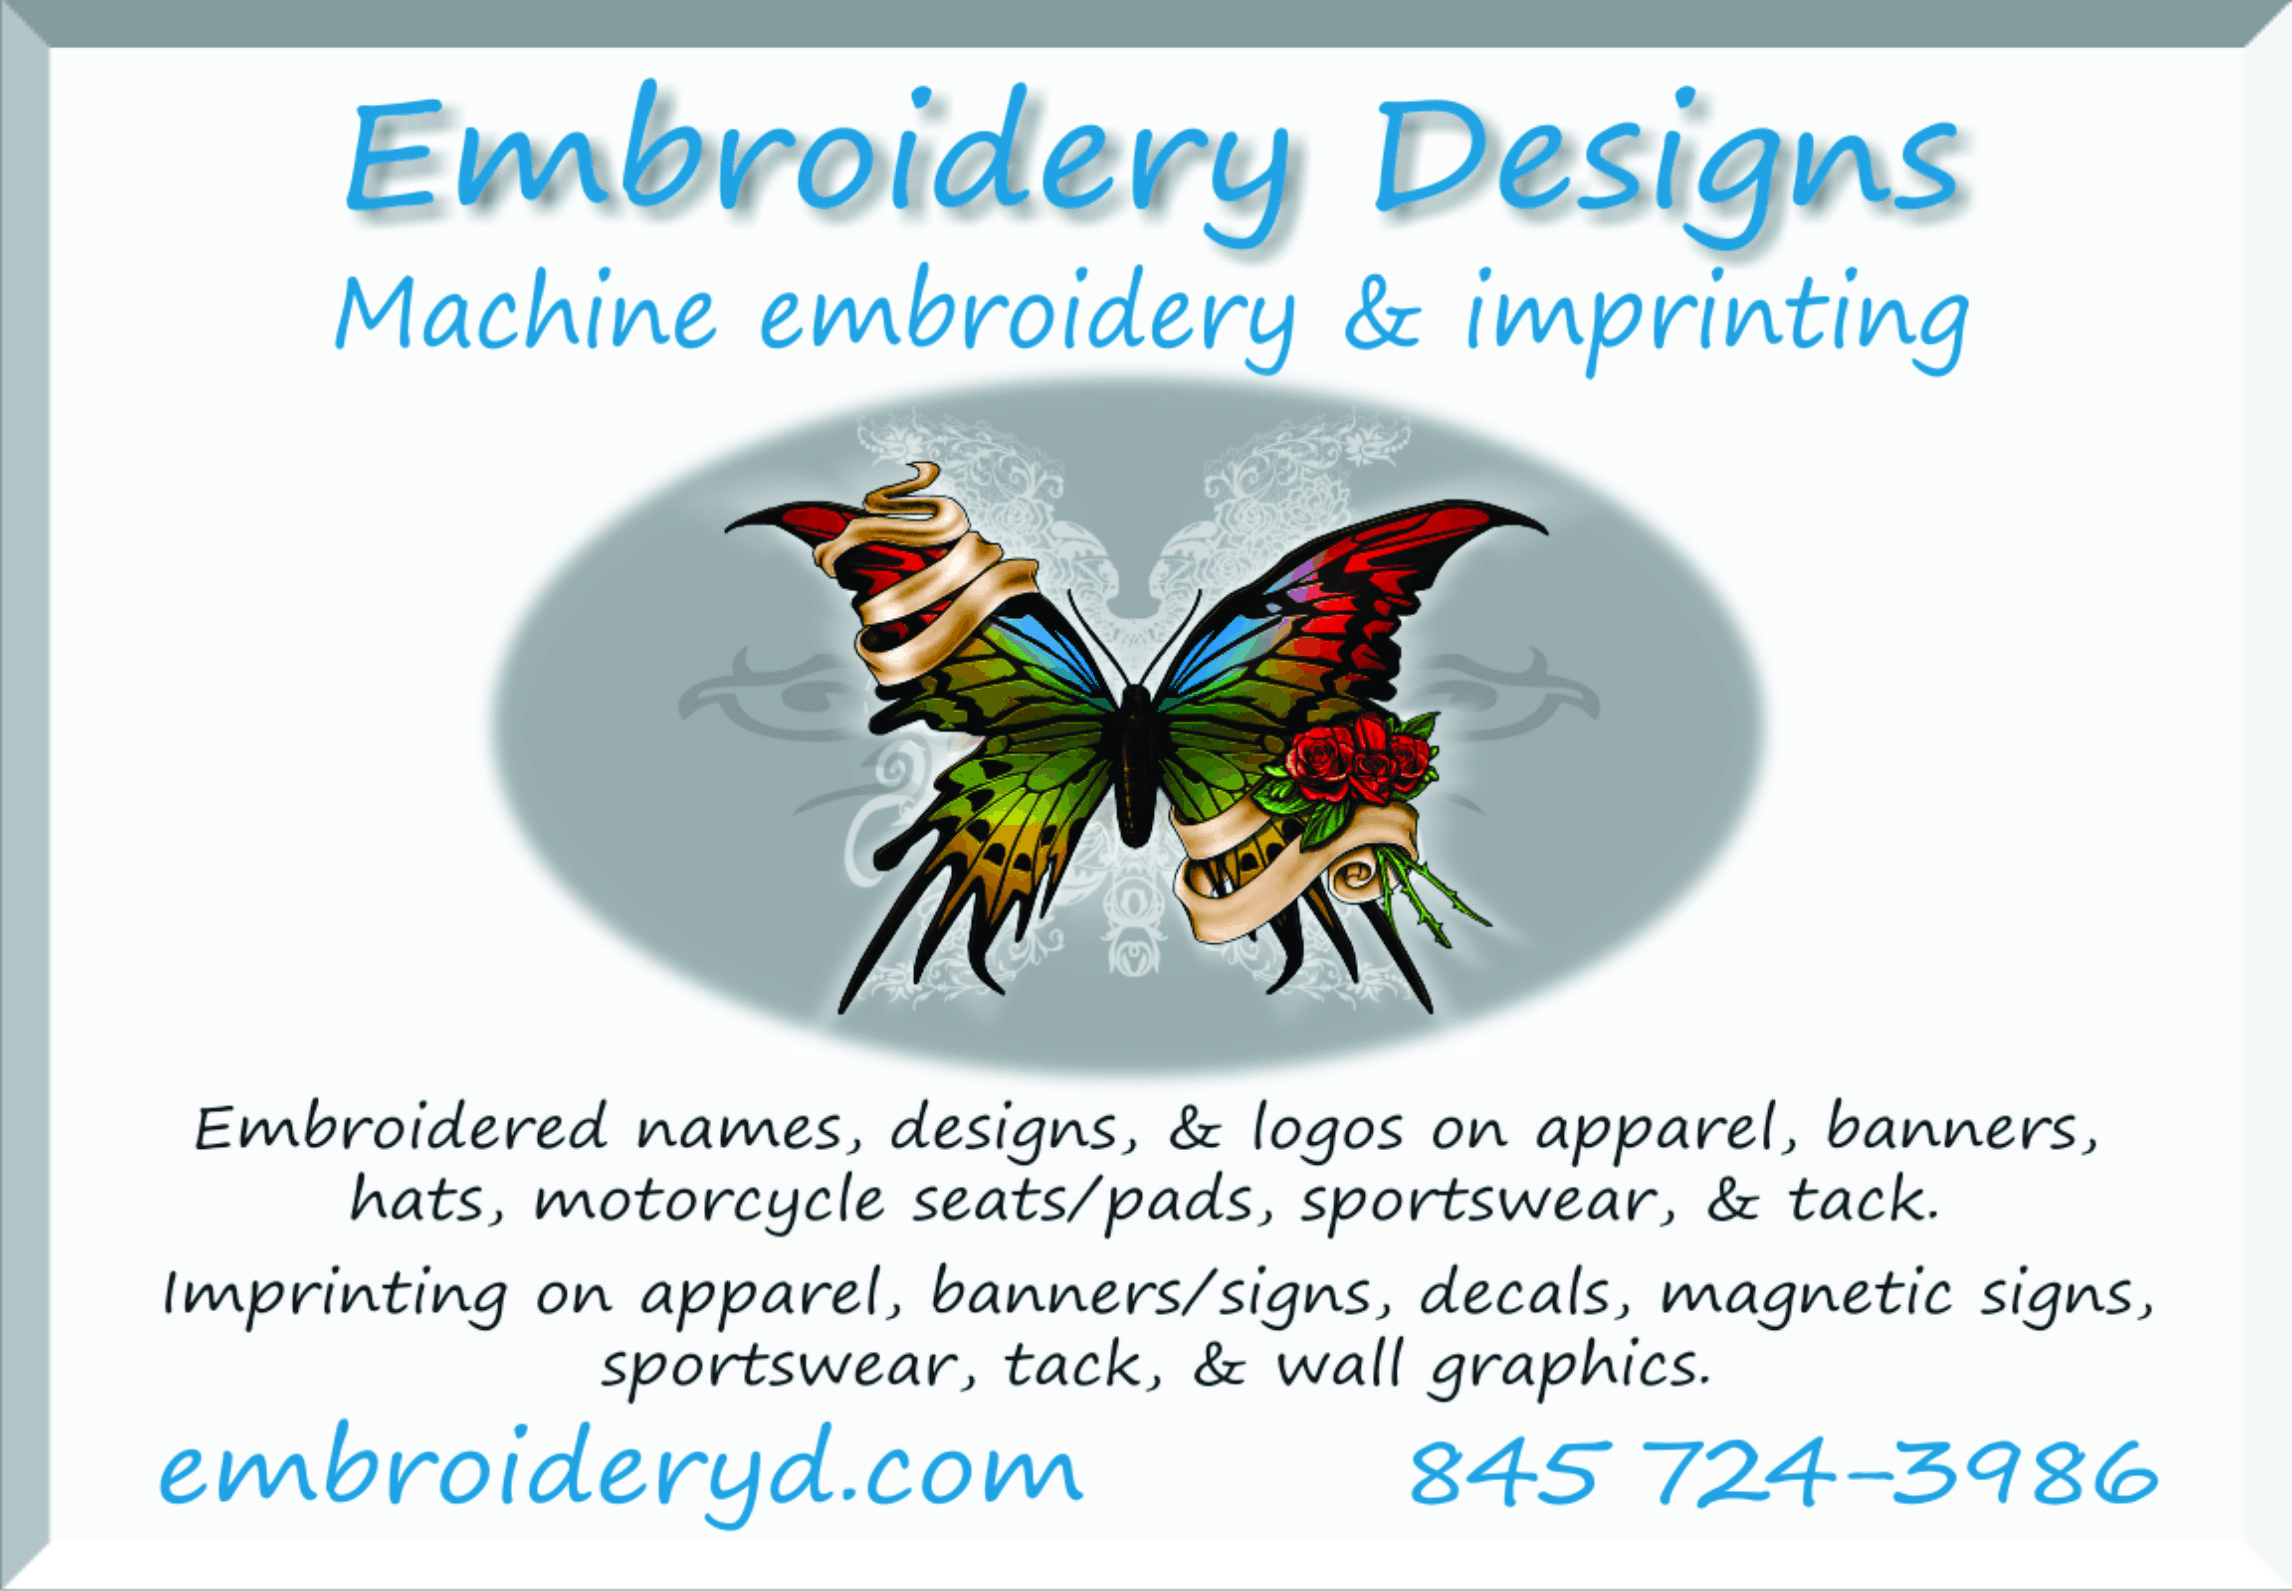 Embroidery Designs
Machine embroidery & imprinting
Embroidered names, designs, & logos on apparel, banners,
hats, motorcycle seats/pads, sportswear, & tack.
Imprinting on apparel, banners/signs, decals, magnetic signs,
sportswear, tack, & wall graphics.
embroideryd.com 845 724-3986